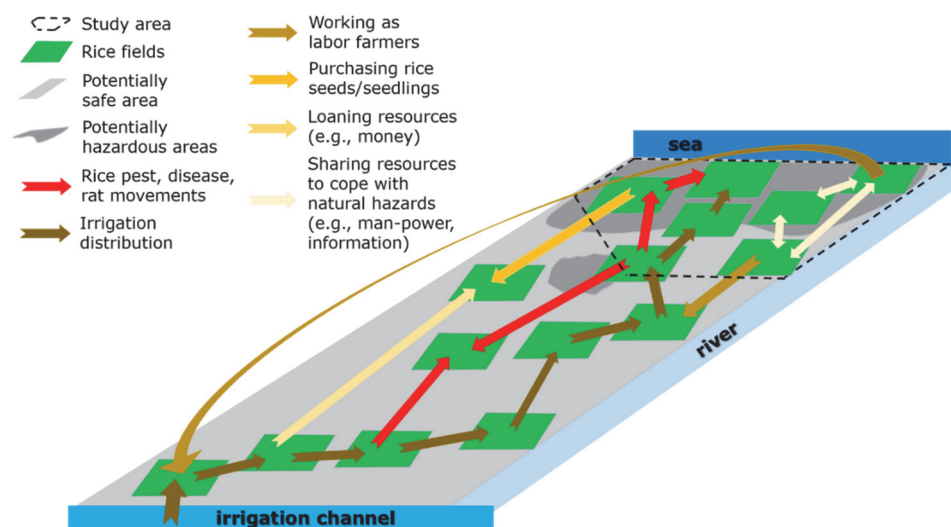 Study area
Rice fields
Potentially
safe area
Potentially
hazardous areas
Rice pest, disease,
rat movements
Irrigation
distribution
Working as
labor farmers
Purchasing rice
seeds/seedlings
Loaning resources
(e.g., money)
Sharing resources
to cope with
natural hazards
(e.g., man-power,
information)
sea
river
irrigation channel